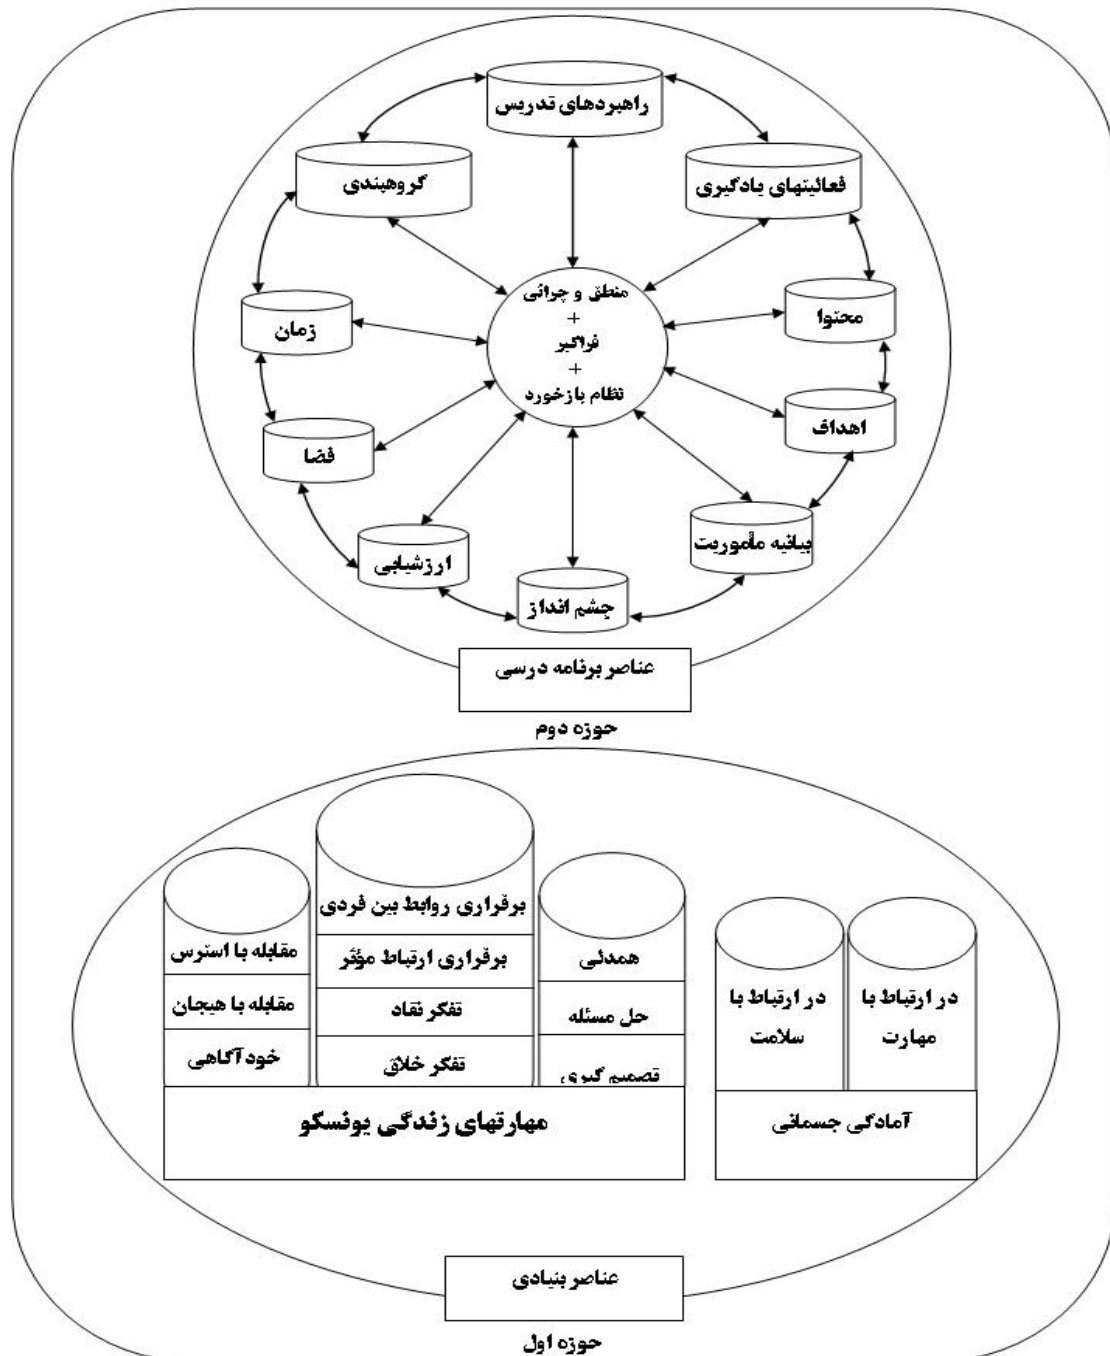 راهبردهای تدریس
گروهبندی
فعالیتهای یادگیری
منطق و چرائی
+
فراگیر
+
نظام بازخورد
زمان
محتوا
فضا
اهداف
ارزشیابی
بیانیه مأموریت
چشم انداز
عناصر برنامه درسی
حوزه دوم
برقراری روابط بین فردی
برقراری ارتباط مؤثر
تفکر نقاد
تفکر خلاق
مقابله با استرس
مقابله با هیجان
خودآگاهی
همدلی
حل مسئله
تصمیم گیری
مهارتهای زندگی یونسکو
در ارتباط با
مهارت
در ارتباط با
سلامت
آمادگی جسمانی
عناصر بنیادی
حوزه اول